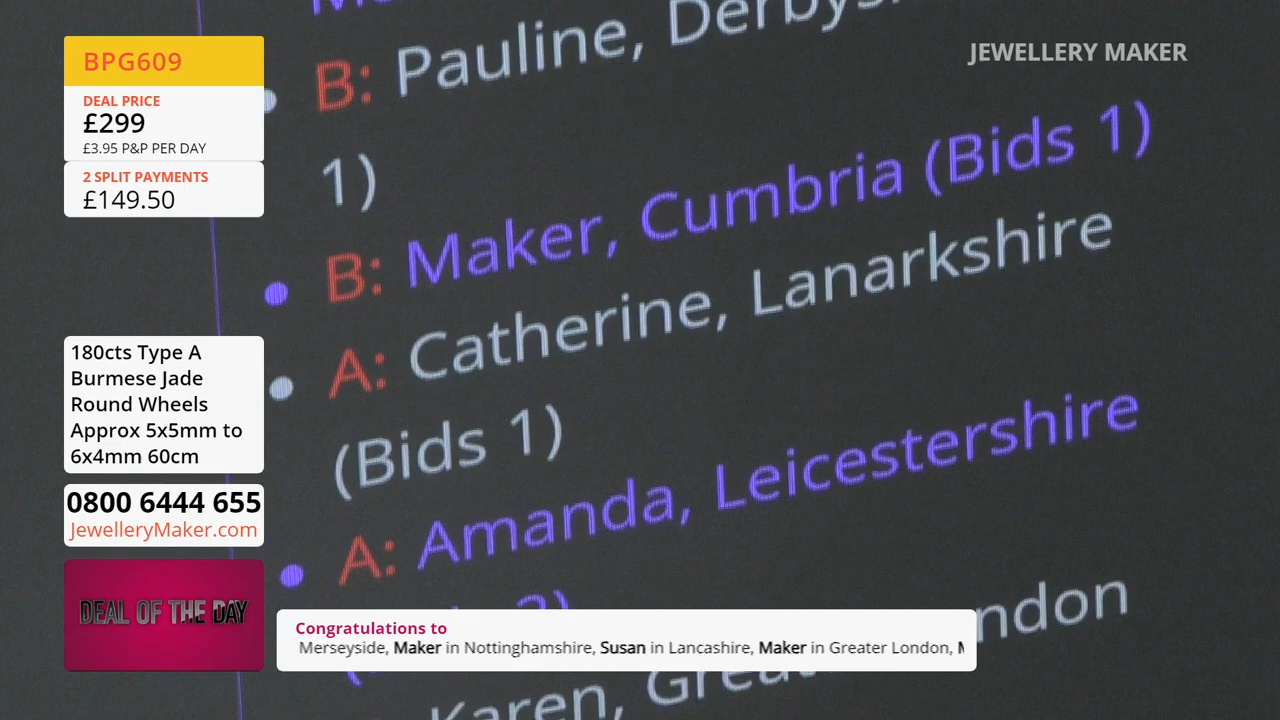 BPG609
DEAL PRICE
£299
£3.95 P&P PER DAY
2 SPLIT PAYMENTS
£149.50
JEWELLERY MAKER
B: Pauline,
1)
B: Maker, Cumbria (Bids 1)
A: Catherine, Lanarkshire
(Bids 1)
A: Amanda, Leicestershire
Karen,
180cts Type A
Burmese Jade
Round Wheels
Approx 5x5mm to
6x4mm 60cm
0800 6444 655
JewelleryMaker.com
DEAL OF THE DAY
Congratulations to
Merseyside, Maker in Nottinghamshire, Susan in Lancashire, Maker in Greater London,